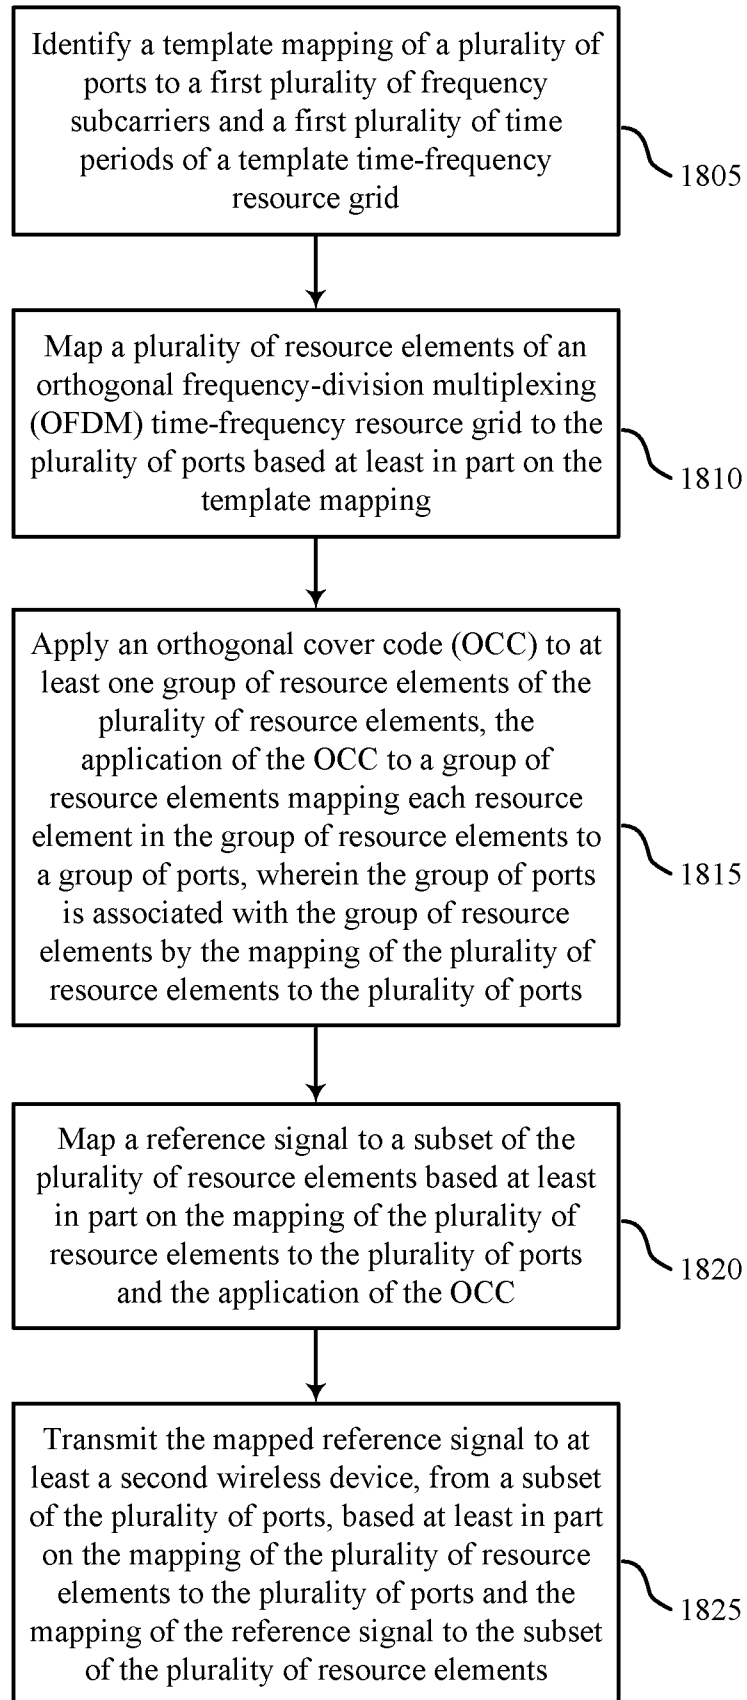 Identify a template mapping of a plurality of
ports to a first plurality of frequency
subcarriers and a first plurality of time
periods of a template time-frequency
resource grid
1805
Map a plurality of resource elements of an
orthogonal frequency-division multiplexing
(OFDM) time-frequency resource grid to the
plurality of ports based at least in part on the
template mapping
1810
Apply an orthogonal cover code (OCC) to at
least one group of resource elements of the
plurality of resource elements, the
application of the OCC to a group of
resource elements mapping each resource
element in the group of resource elements to
a group of ports, wherein the group of ports
is associated with the group of resource
elements by the mapping of the plurality of
resource elements to the plurality of ports
1815
Map a reference signal to a subset of the
plurality of resource elements based at least
in part on the mapping of the plurality of
resource elements to the plurality of ports
and the application of the OCC
1820
Transmit the mapped reference signal to at
least a second wireless device, from a subset
of the plurality of ports, based at least in part
on the mapping of the plurality of resource
elements to the plurality of ports and the
mapping of the reference signal to the subset
of the plurality of resource elements
1825